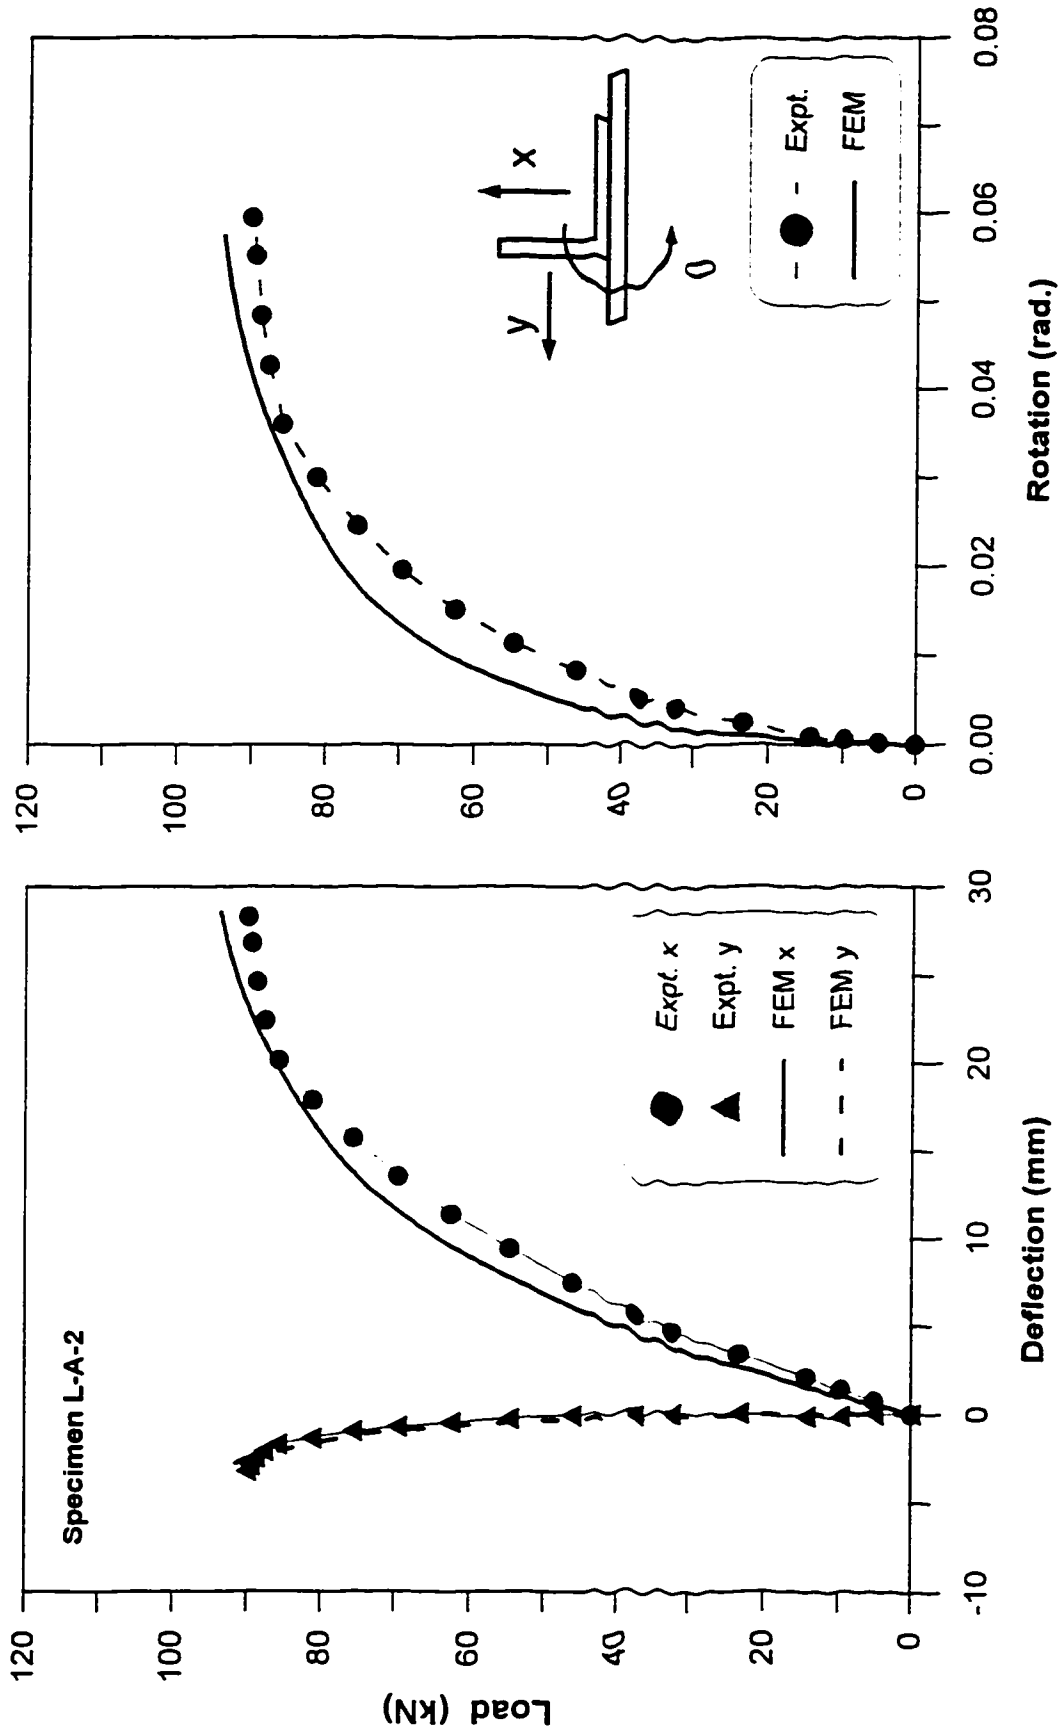 Specimen L-A-2
Load (kN)
120
100
80
60
40
20
0
-10
0
10
20
30
Deflection (mm)
Expt. x
Expt. y
FEM x
FEM y
120
100
80
60
40
20
0
0.00
0.02
0.04
0.06
0.08
Rotation (rad.)
y
x
θ
Expt.
FEM